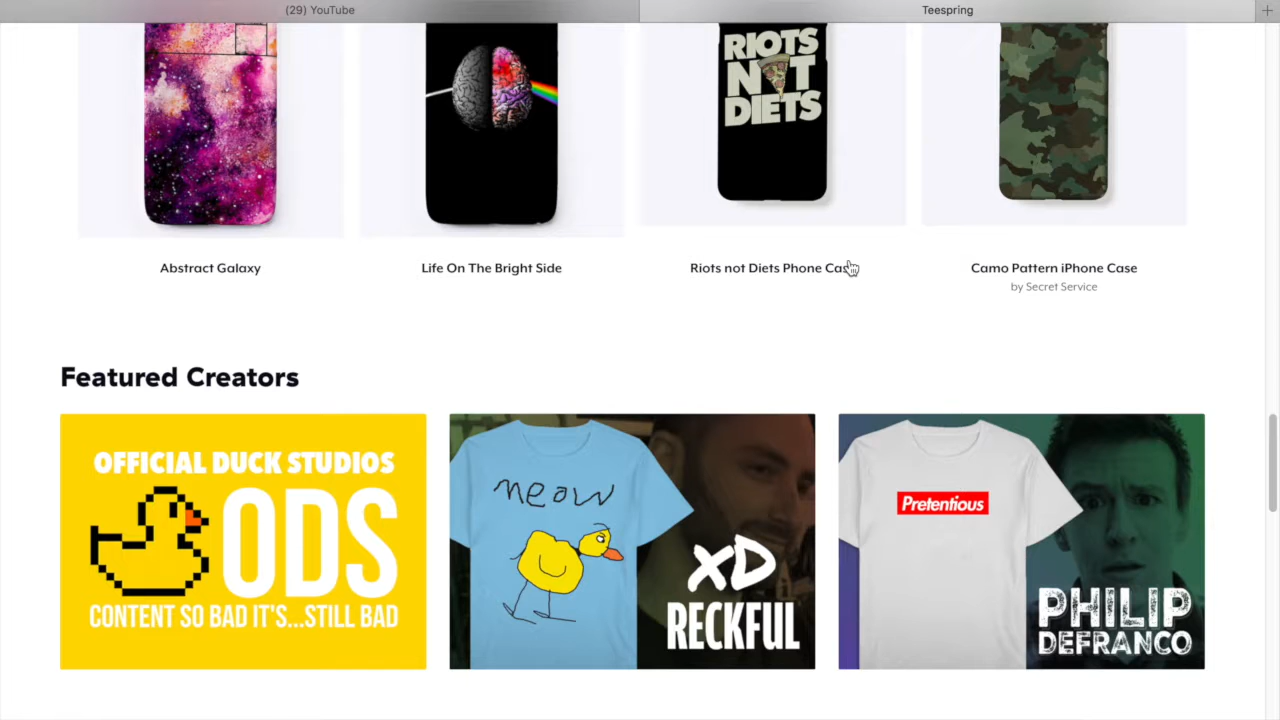 (29) YouTube
Teespring
RIOTS
NOT
DIETS
Abstract Galaxy
Life On The Bright Side
Riots not Diets Phone Cas
Camo Pattern iPhone Case
by Secret Service
Featured Creators
OFFICIAL DUCK STUDIOS
ODS
CONTENT SO BAD IT'S...STILL BAD
meow
XD
RECKFUL
Pretentious
PHILIP
DEFRANCO